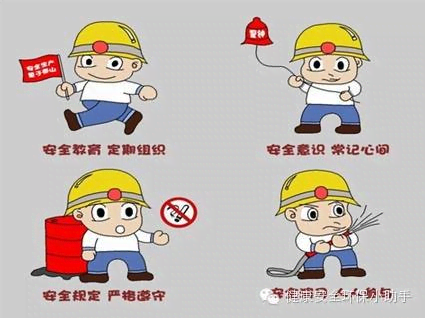 安全生产
重于泰山
安全教育 定期组织
警钟
安全意识 常记心间
安全规定 严格遵守
健康安全环保小助手